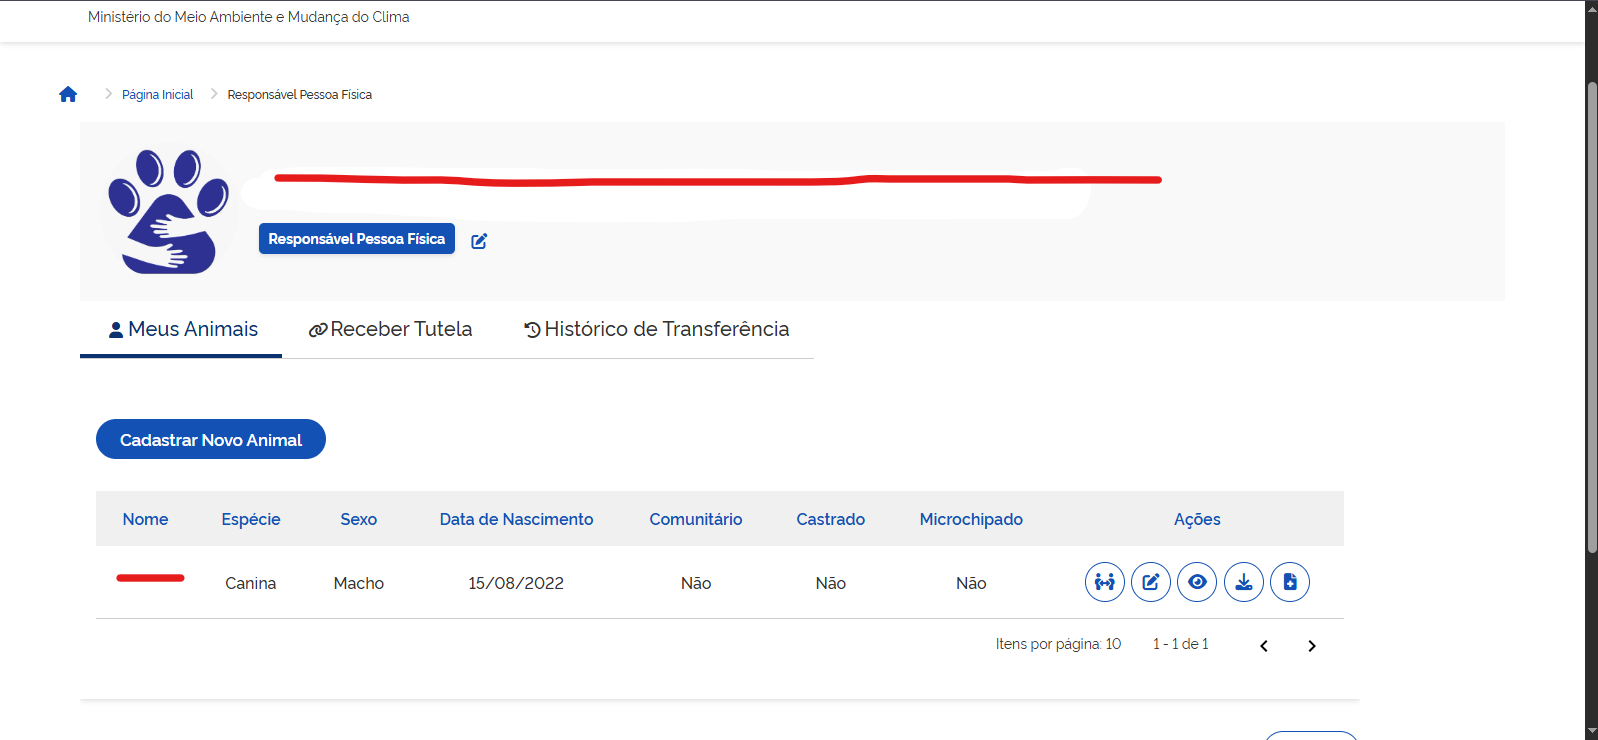 Ministério do Meio Ambiente e Mudança do Clima
Página Inicial Responsável Pessoa Física
Responsável Pessoa Física
Meus Animais Receber Tutela Histórico de Transferência
Cadastrar Novo Animal
Nome Espécie Sexo Data de Nascimento Comunitário Castrado Microchipado Ações
Canina Macho 15/08/2022 Não Não Não
Itens por página: 10 1 - 1 de 1